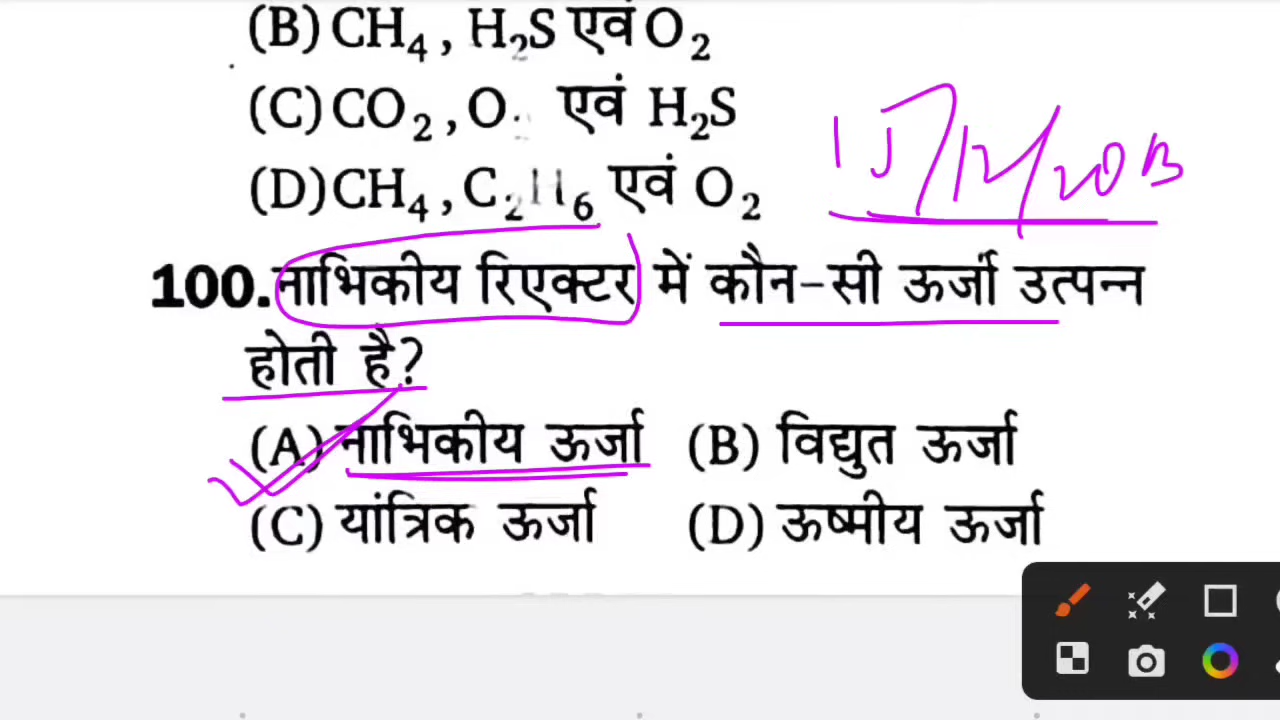 (B) CH₄, H₂S एवं O₂
(C) CO₂, O एवं H₂S
(D) CH₄, C₂H₆ एवं O₂
100. नाभिकीय रिएक्टर में कौन-सी ऊर्जा उत्पन्न
होती है?
(A) नाभिकीय ऊर्जा (B) विद्युत ऊर्जा
(C) यांत्रिक ऊर्जा (D) ऊष्मीय ऊर्जा